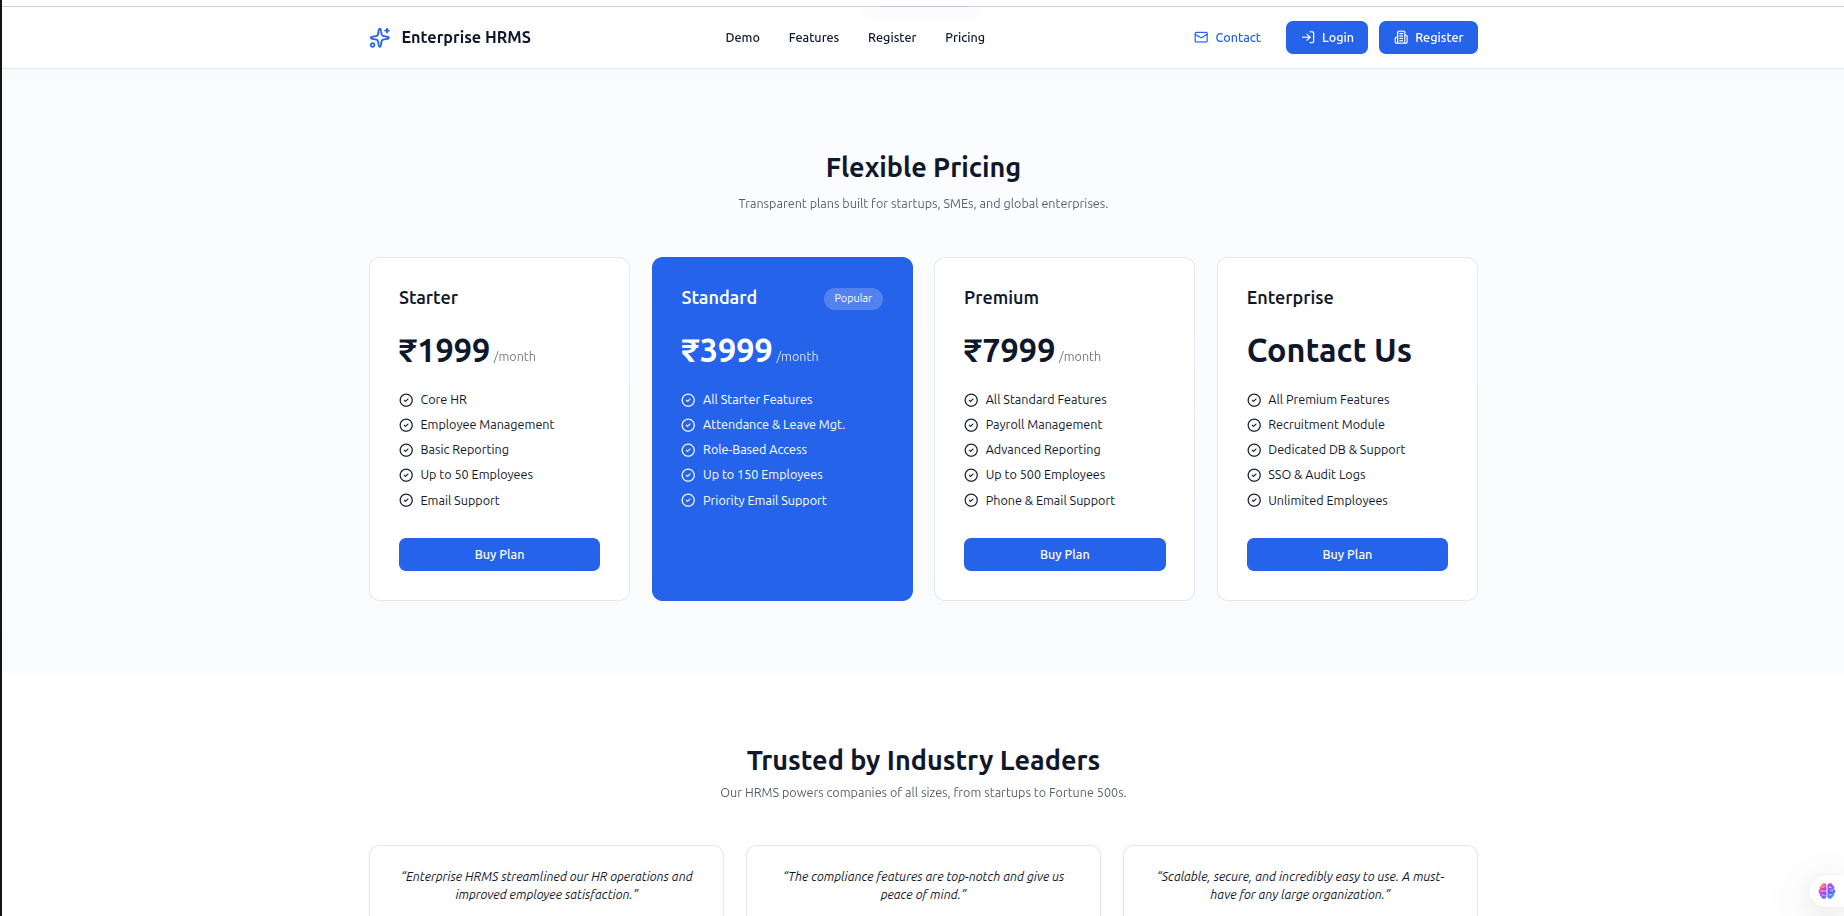 Enterprise HRMS
Demo Features Register Pricing
Contact Login Register
Flexible Pricing
Transparent plans built for startups, SMEs, and global enterprises.
Starter
₹1999 /month
Core HR
Employee Management
Basic Reporting
Up to 50 Employees
Email Support
Buy Plan
Standard Popular
₹3999 /month
All Starter Features
Attendance & Leave Mgt.
Role-Based Access
Up to 150 Employees
Priority Email Support
Premium
₹7999 /month
All Standard Features
Payroll Management
Advanced Reporting
Up to 500 Employees
Phone & Email Support
Buy Plan
Enterprise
Contact Us
All Premium Features
Recruitment Module
Dedicated DB & Support
SSO & Audit Logs
Unlimited Employees
Buy Plan
Trusted by Industry Leaders
Our HRMS powers companies of all sizes, from startups to Fortune 500s.
“Enterprise HRMS streamlined our HR operations and
improved employee satisfaction.”
“The compliance features are top-notch and give us
peace of mind.”
“Scalable, secure, and incredibly easy to use. A must-
have for any large organization.”